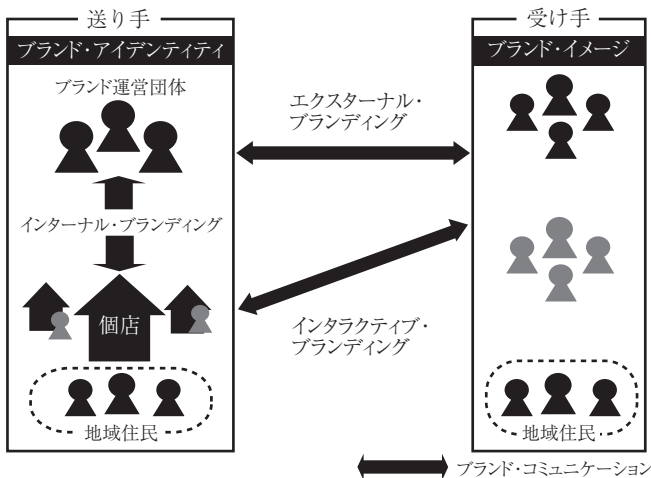 送り手
ブランド・アイデンティティ
ブランド運営団体
インターナル・ブランディング
個店
地域住民
エクスターナル・
ブランディング
インタラクティブ・
ブランディング
受け手
ブランド・イメージ
地域住民
ブランド・コミュニケーション